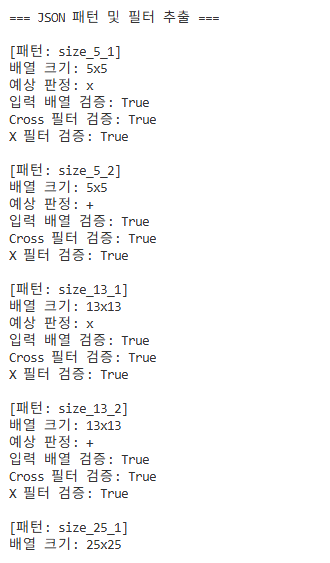 === JSON 패턴 및 필터 추출 ===
[패턴: size_5_1]
배열 크기: 5x5
예상 판정: x
입력 배열 검증: True
Cross 필터 검증: True
X 필터 검증: True
[패턴: size_5_2]
배열 크기: 5x5
예상 판정: +
입력 배열 검증: True
Cross 필터 검증: True
X 필터 검증: True
[패턴: size_13_1]
배열 크기: 13x13
예상 판정: x
입력 배열 검증: True
Cross 필터 검증: True
X 필터 검증: True
[패턴: size_13_2]
배열 크기: 13x13
예상 판정: +
입력 배열 검증: True
Cross 필터 검증: True
X 필터 검증: True
[패턴: size_25_1]
배열 크기: 25x25